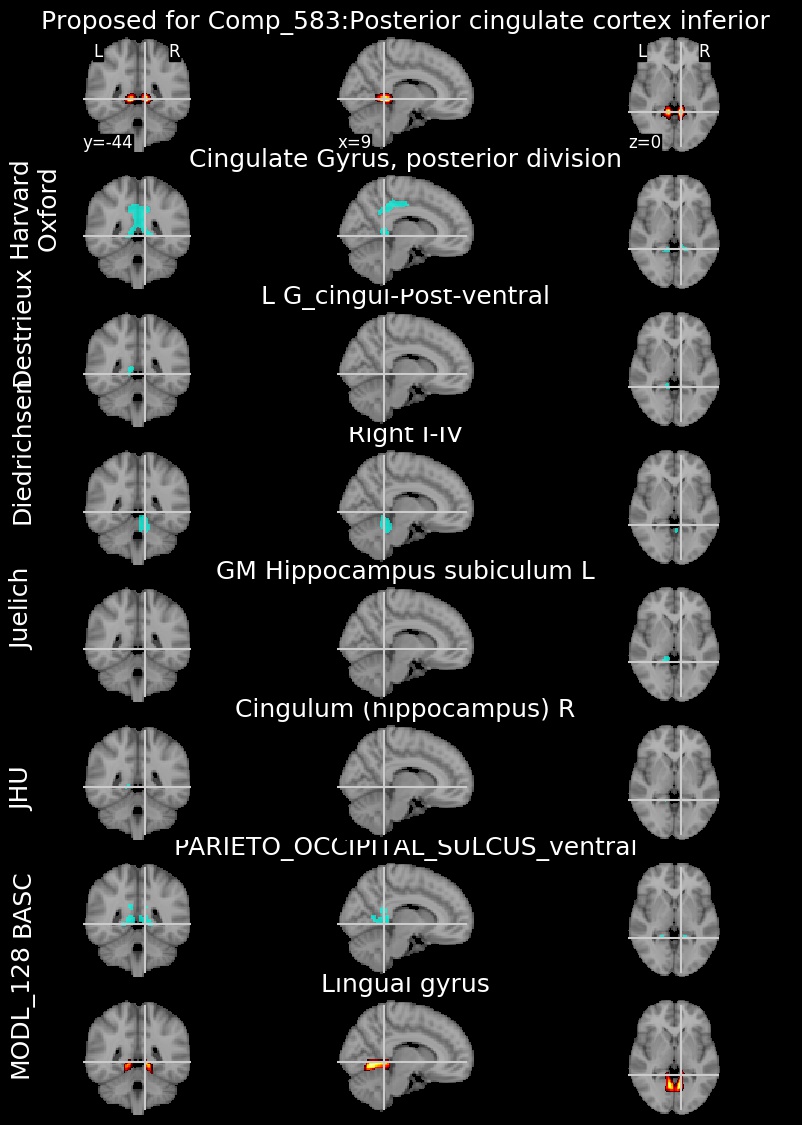 Proposed for Comp_583:Posterior cingulate cortex inferior
L R
L R
y=-44
x=9
z=0
Cingulate Gyrus, posterior division
Harvard
Oxford
L G_cingul-Post-ventral
Destrieux
Right I-IV
Diedrichsen
GM Hippocampus subiculum L
Juelich
Cingulum (hippocampus) R
JHU
PARIETO_OCCIPITAL_SULCUS_ventral
BASC
Lingual gyrus
MODL_128